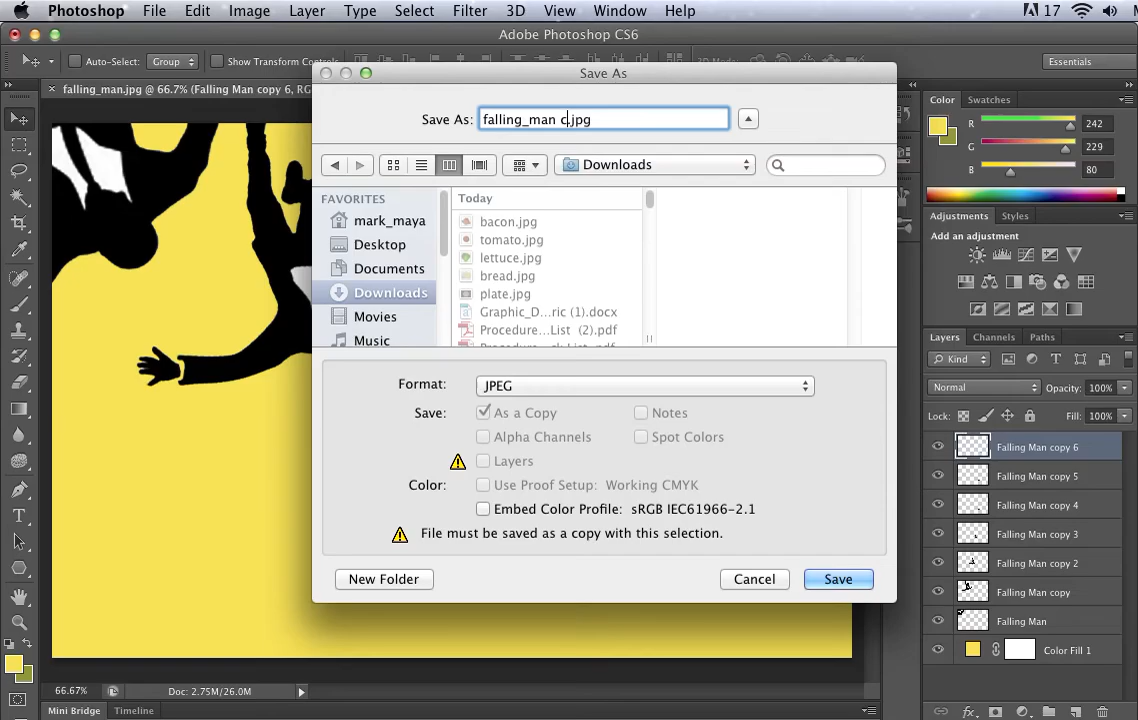 Photoshop File Edit Image Layer Type Select Filter 3D View Window Help 17
Adobe Photoshop CS6
Auto-Select: Group Show Transform Controls Essentials
× falling_man.jpg @ 66.7% (Falling Man copy 6, RG
Save As
Save As: falling_man c.jpg
Downloads
FAVORITES
mark_maya
Desktop
Documents
Downloads
Movies
Music
Today
bacon.jpg
tomato.jpg
lettuce.jpg
bread.jpg
plate.jpg
Graphic_D...ric (1).docx
Procedure...List (2).pdf
Format: JPEG
Save: As a Copy Notes
Alpha Channels Spot Colors
Layers
Color: Use Proof Setup: Working CMYK
Embed Color Profile: sRGB IEC61966-2.1
File must be saved as a copy with this selection.
New Folder Cancel Save
Color Swatches
R 242
G 229
B 80
Adjustments Styles
Add an adjustment
Layers Channels Paths
Kind
Normal Opacity: 100%
Lock: Fill: 100%
Falling Man copy 6
Falling Man copy 5
Falling Man copy 4
Falling Man copy 3
Falling Man copy 2
Falling Man copy
Falling Man
Color Fill 1
66.67% Doc: 2.75M/26.0M
Mini Bridge Timeline